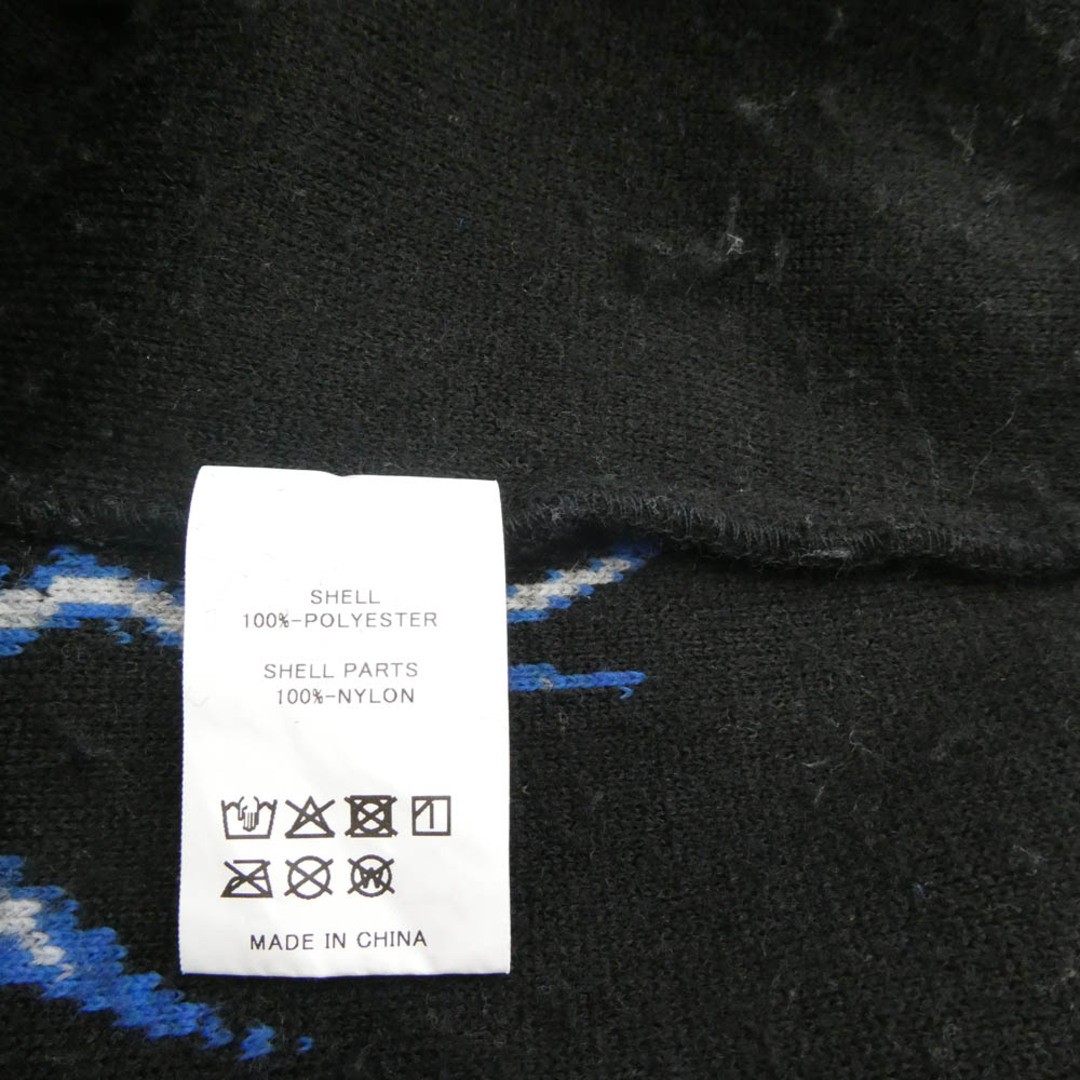 SHELL
100%-POLYESTER
SHELL PARTS
100%-NYLON
W
MADE IN CHINA